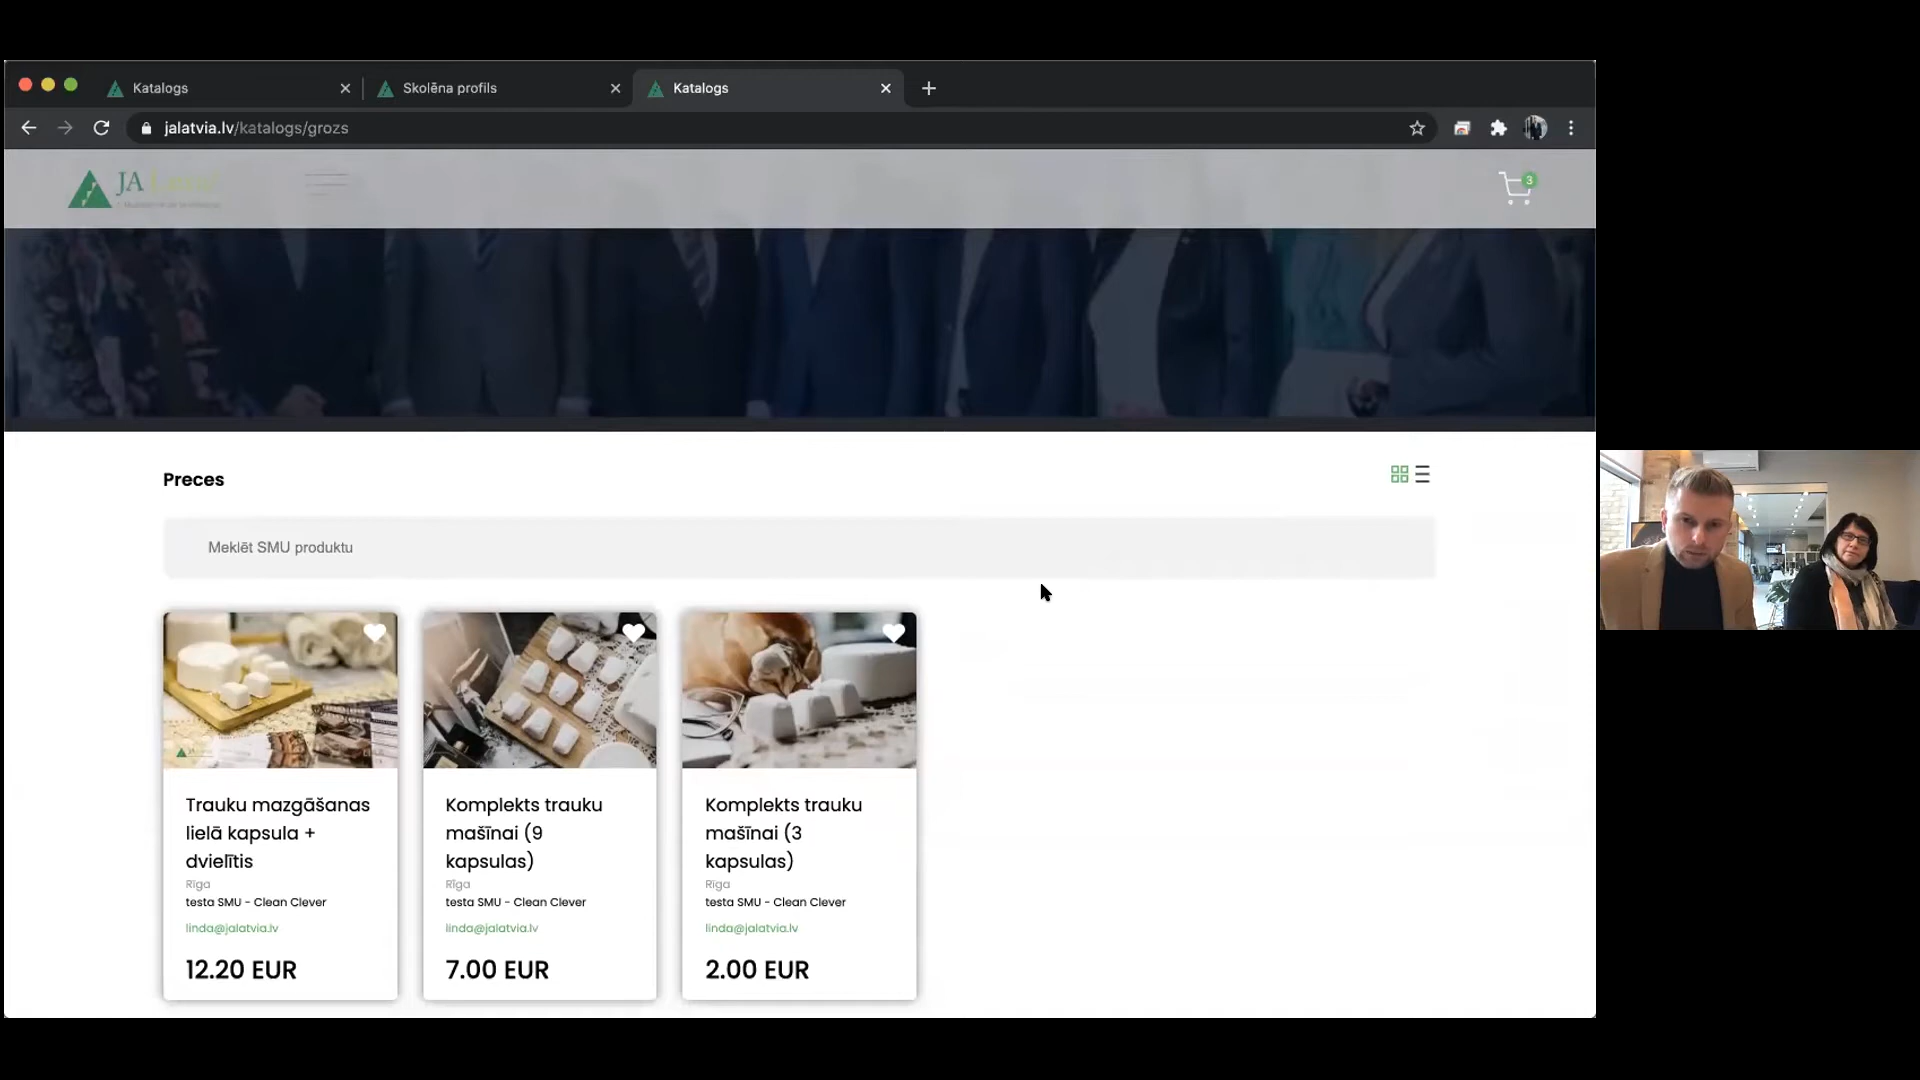 Katalogs
Skolēna profils
Katalogs
jalatvia.lv/katalogs/grozs
JA
3
Preces
Meklēt SMU produktu
Trauku mazgāšanas
lielā kapsula +
dvielītis
Rīga
testa SMU - Clean Clever
linda@jalatvia.lv
12.20 EUR
Komplekts trauku
mašīnai (9
kapsulas)
Rīga
testa SMU - Clean Clever
linda@jalatvia.lv
7.00 EUR
Komplekts trauku
mašīnai (3
kapsulas)
Rīga
testa SMU - Clean Clever
linda@jalatvia.lv
2.00 EUR